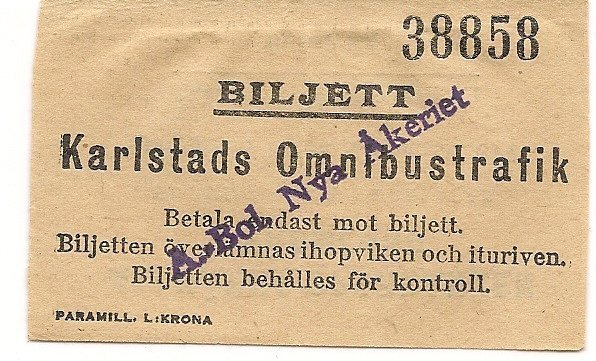 38858
BILJETT
Karlstads Omnibustrafik
A.-Bol. Nya Åkeriet
Betala endast mot biljett.
Biljetten överlämnas ihopviken och ituriven.
Biljetten behålles för kontroll.
PARAMILL. L:KRONA